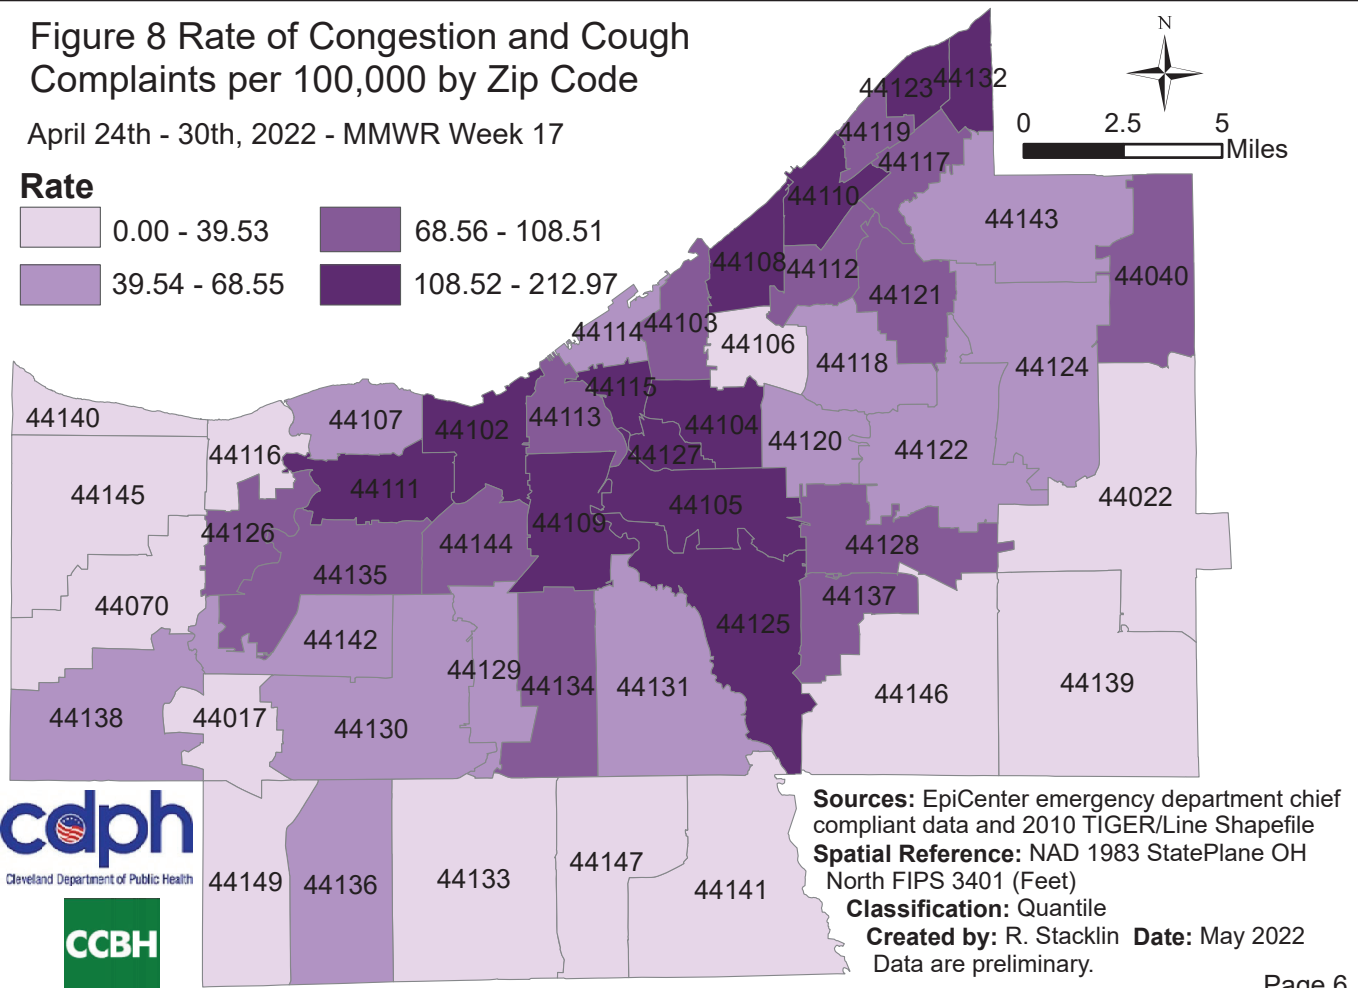 Figure 8 Rate of Congestion and Cough
Complaints per 100,000 by Zip Code
April 24th - 30th, 2022 - MMWR Week 17
Rate
0.00 - 39.53
68.56 - 108.51
39.54 - 68.55
108.52 - 212.97
N
0 2.5 5
Miles
44132
44123
44119
44117
44110
44143
44108
44112
44040
44121
44114
44103
44106
44118
44124
44115
44140
44107
44102
44113
44104
44120
44122
44116
44127
44145
44111
44105
44022
44126
44109
44144
44128
44135
44137
44070
44125
44142
44129
44134
44131
44146
44139
44138
44017
44130
44149
44136
44133
44147
44141
cdph
Cleveland Department of Public Health
CCBH
Sources: EpiCenter emergency department chief
compliant data and 2010 TIGER/Line Shapefile
Spatial Reference: NAD 1983 StatePlane OH
North FIPS 3401 (Feet)
Classification: Quantile
Created by: R. Stacklin Date: May 2022
Data are preliminary.
Page 6